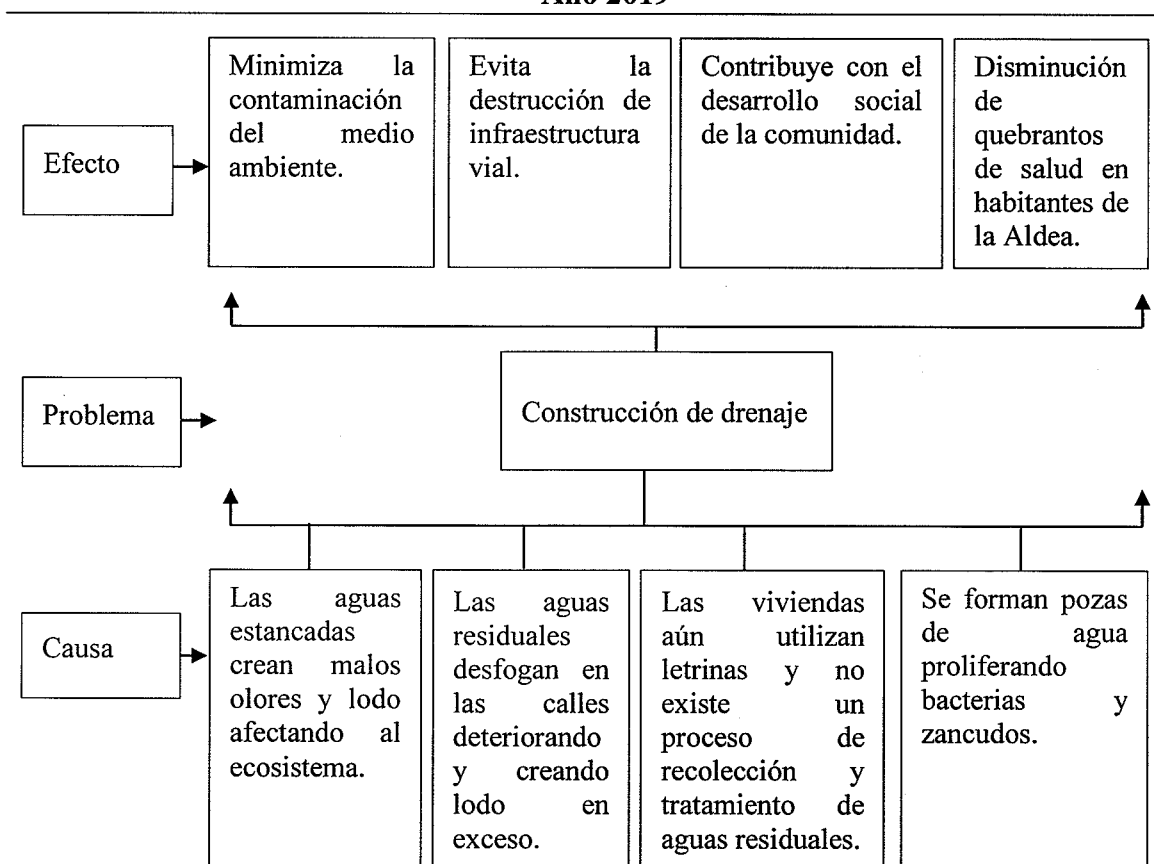 Minimiza la
contaminación
del medio
ambiente.
Evita la
destrucción de
infraestructura
vial.
Contribuye con el
desarrollo social
de la comunidad.
Disminución
de
quebrantos
de salud en
habitantes de
la Aldea.
Efecto
Problema
Construcción de drenaje
Causa
Las aguas
estancadas
crean malos
olores y lodo
afectando al
ecosistema.
Las aguas
residuales
desfogan en
las calles
deteriorando
y creando
lodo en
exceso.
Las viviendas
aún utilizan
letrinas y no
existe un
proceso de
recolección y
tratamiento de
aguas residuales.
Se forman pozas
de agua
proliferando
bacterias y
zancudos.